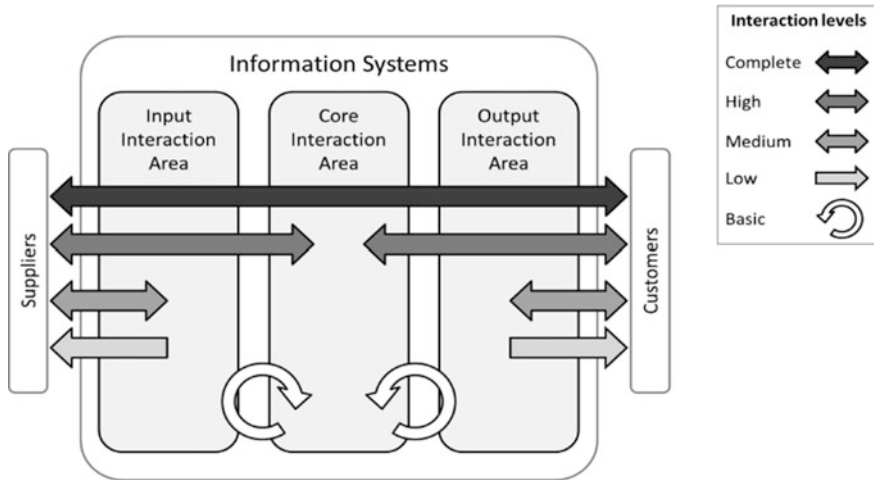 Information Systems
Input
Interaction
Area
Core
Interaction
Area
Output
Interaction
Area
Suppliers
Customers
Interaction levels
Complete
High
Medium
Low
Basic